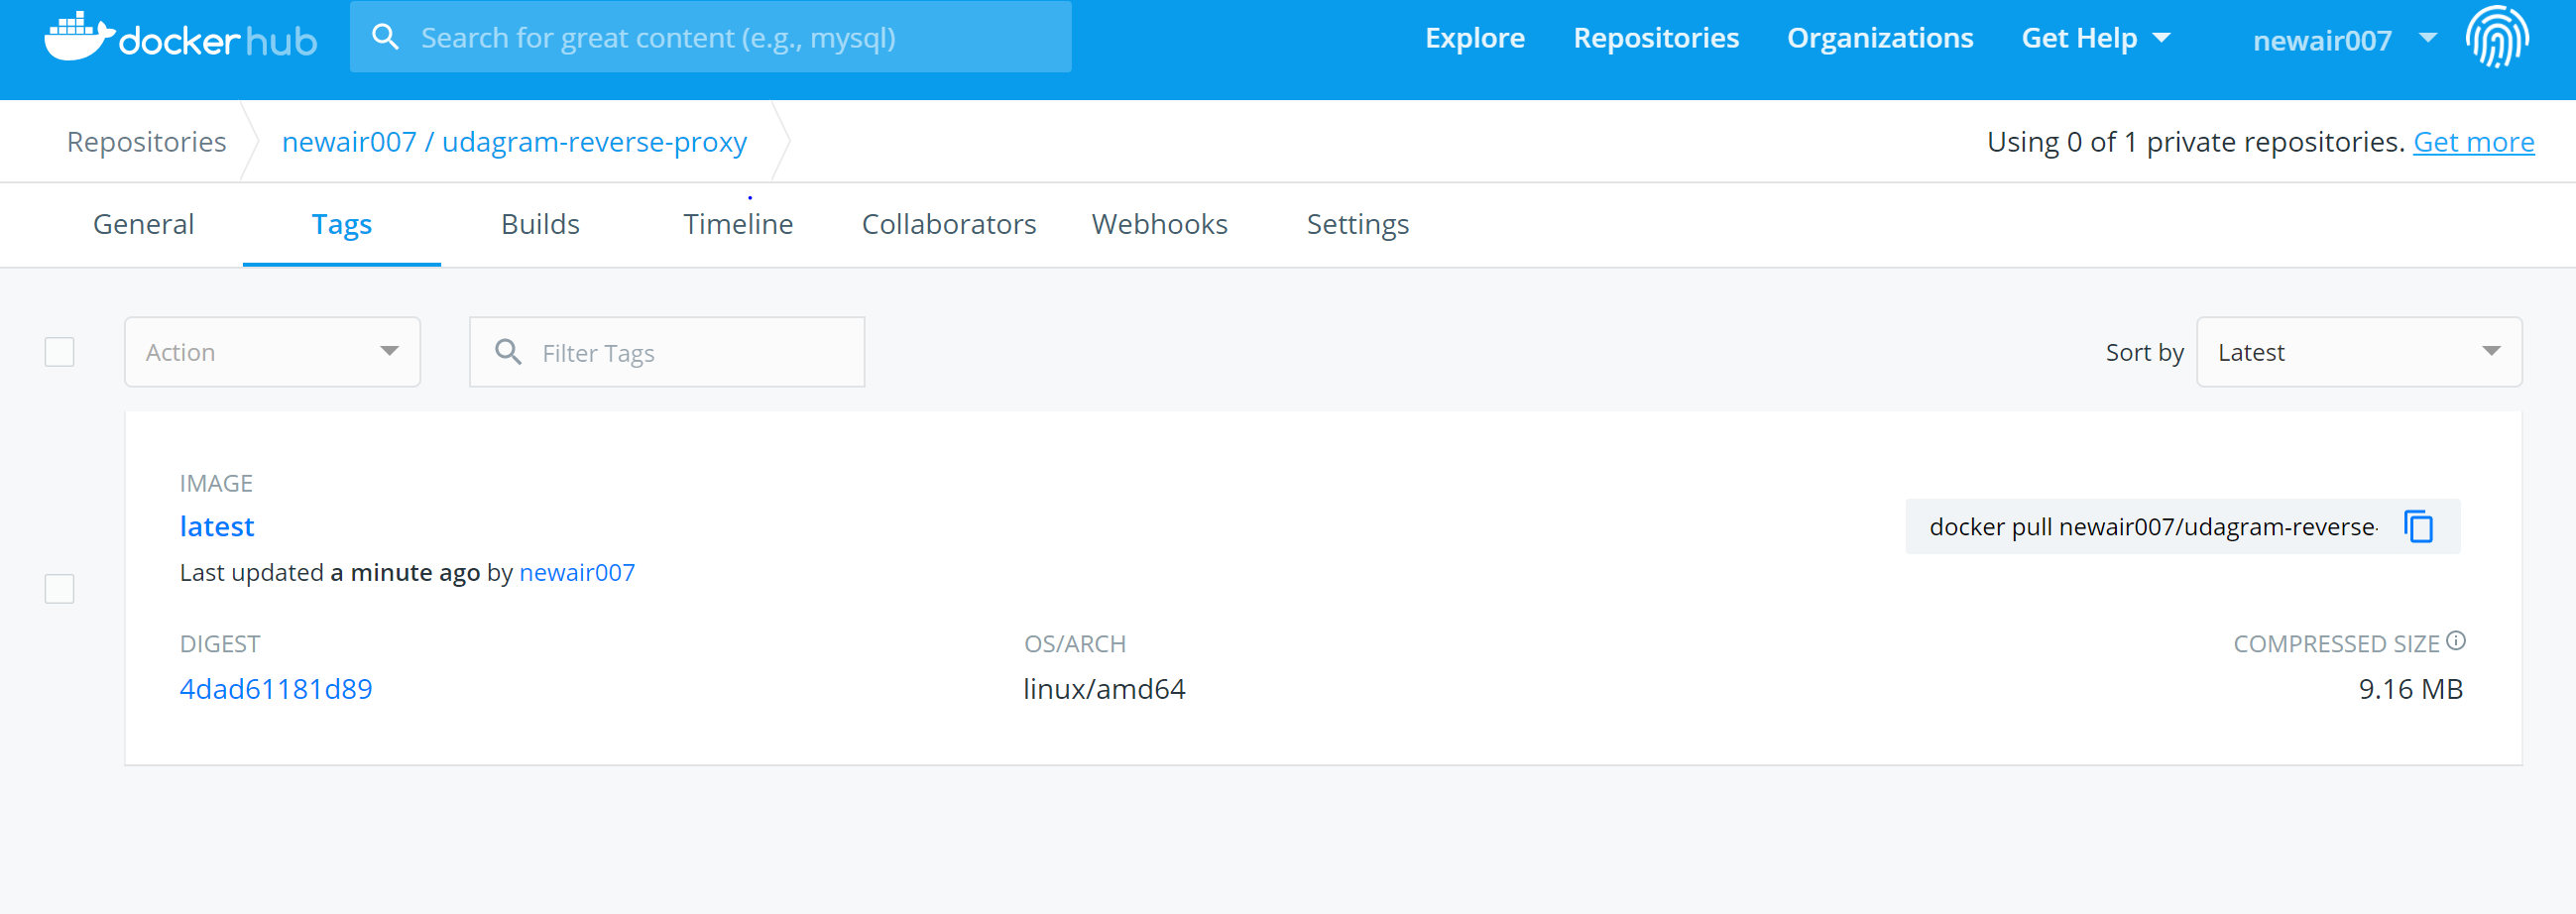 docker hub
Search for great content (e.g., mysql)
Explore
Repositories
Organizations
Get Help
newair007
Repositories
newair007 / udagram-reverse-proxy
Using 0 of 1 private repositories. Get more
General
Tags
Builds
Timeline
Collaborators
Webhooks
Settings
Action
Filter Tags
Sort by
Latest
IMAGE
latest
docker pull newair007/udagram-reverse-
Last updated a minute ago by newair007
DIGEST
OS/ARCH
COMPRESSED SIZE
4dad61181d89
linux/amd64
9.16 MB